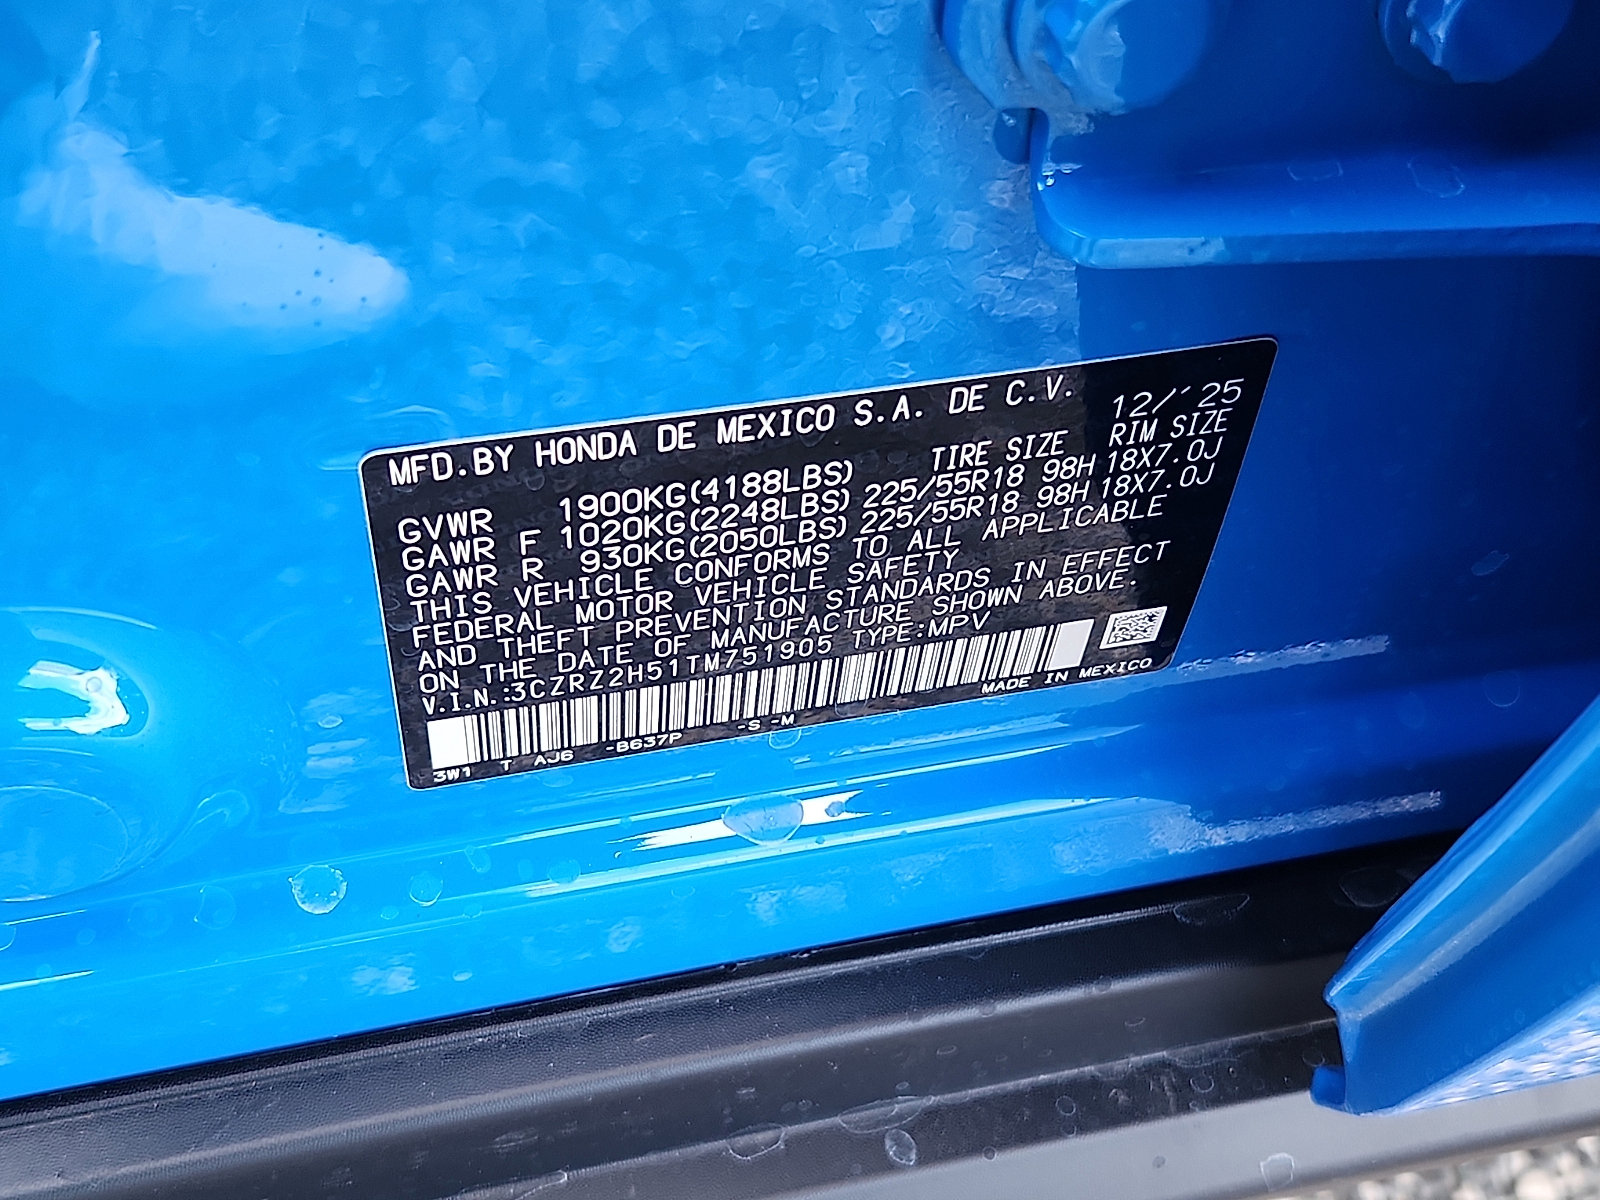 MFD.BY HONDA DE MEXICO S.A. DE C.V. 12/'25
TIRE SIZE RIM SIZE
GVWR 1900KG(4188LBS)
GAWR F 1020KG(2248LBS) 225/55R18 98H 18X7.0J
GAWR R 930KG(2050LBS) 225/55R18 98H 18X7.0J
THIS VEHICLE CONFORMS TO ALL APPLICABLE
FEDERAL MOTOR VEHICLE SAFETY
AND THEFT PREVENTION STANDARDS IN EFFECT
ON THE DATE OF MANUFACTURE SHOWN ABOVE.
V.I.N.:3CZRZ2H51TM751905 TYPE:MPV
MADE IN MEXICO
3W1 T AJ6 -B637P -S -M